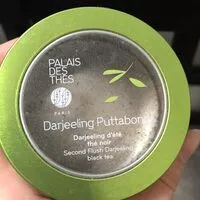 PALAIS
DES
THÉS
PARIS
Darjeeling Puttabong
Darjeeling d'été
thé noir
Second Flush Darjeeling
black tea